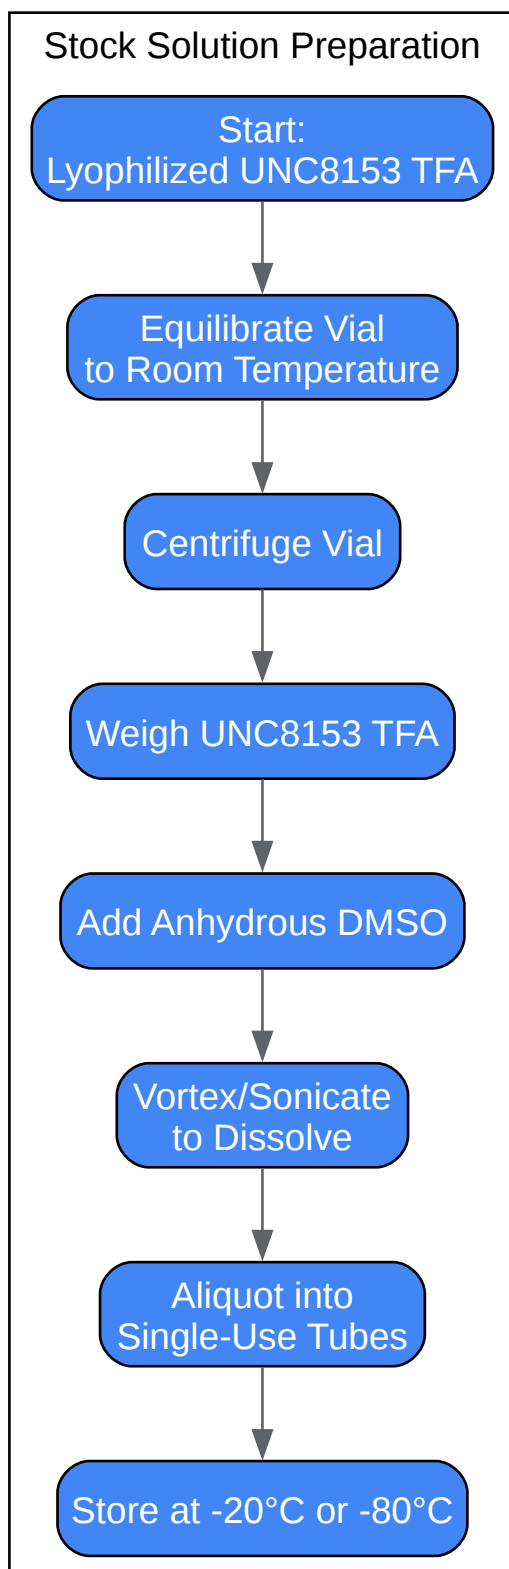 Stock Solution Preparation
Start:
Lyophilized UNC8153 TFA
Equilibrate Vial
to Room Temperature
Centrifuge Vial
Weigh UNC8153 TFA
Add Anhydrous DMSO
Vortex/Sonicate
to Dissolve
Aliquot into
Single-Use Tubes
Store at -20°C or -80°C